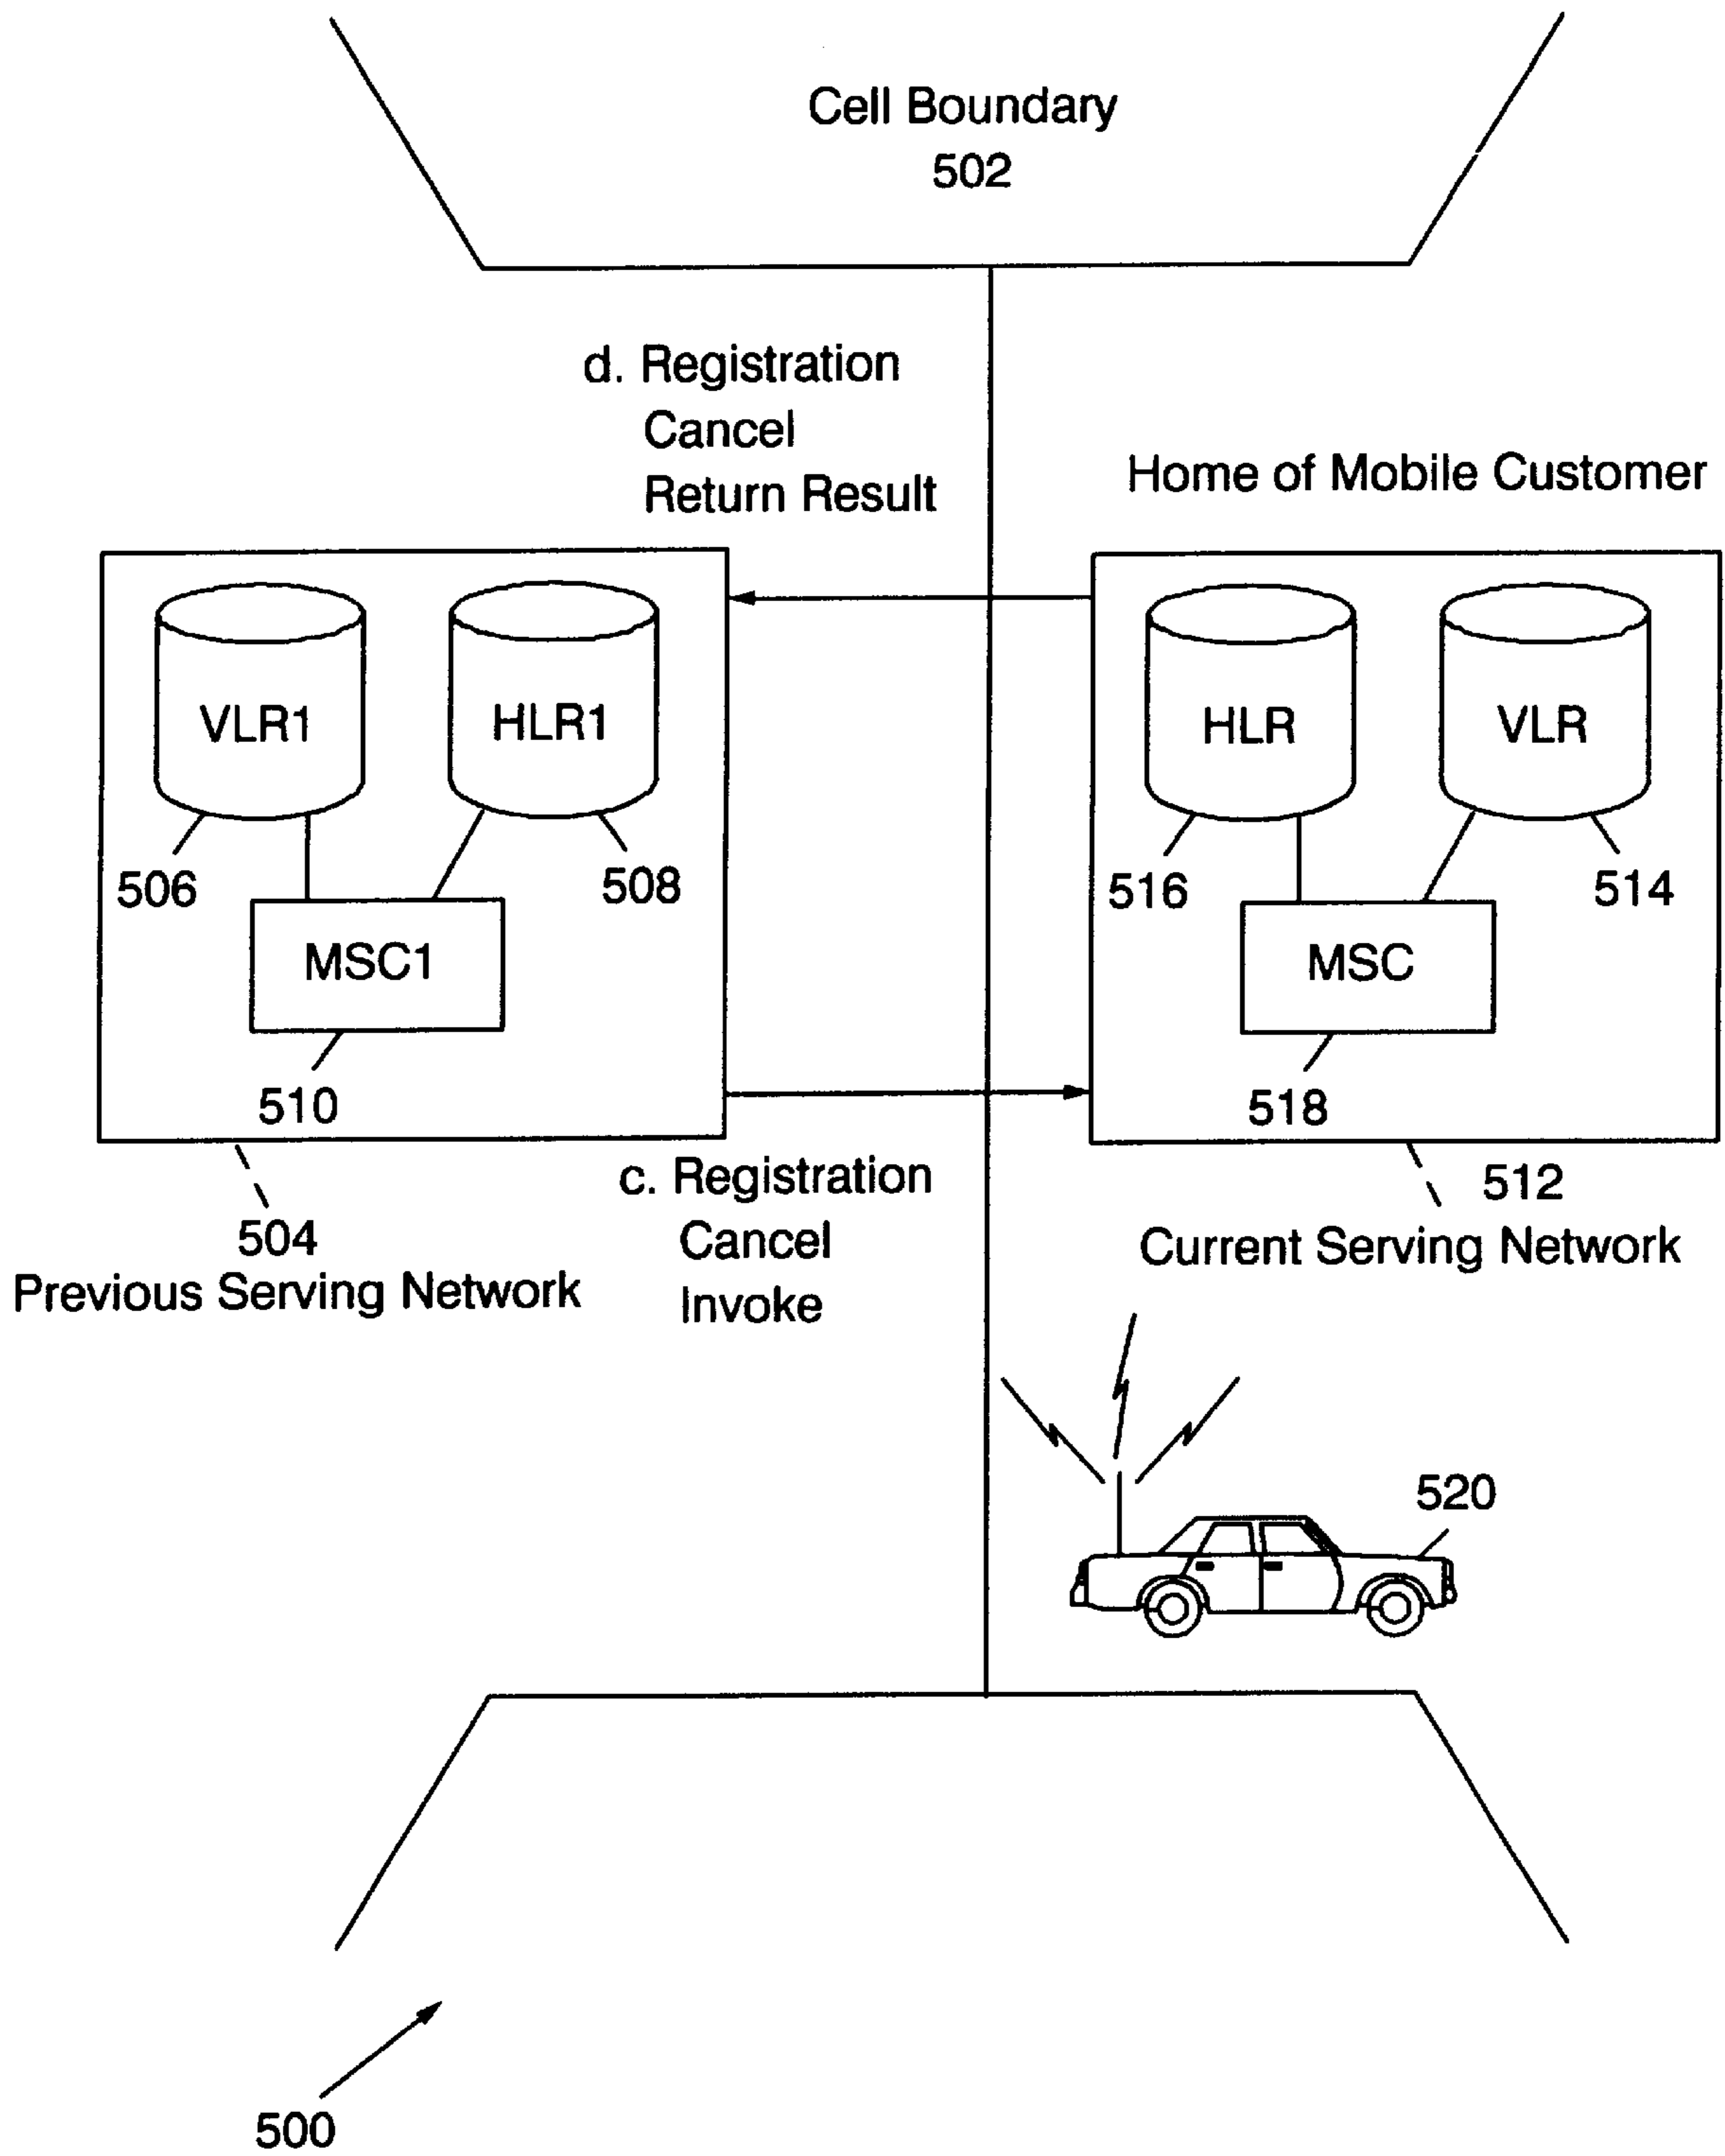 Cell Boundary
502
d. Registration
Cancel
Return Result
Home of Mobile Customer
VLR1
HLR1
HLR
VLR
506
508
516
514
MSC1
MSC
510
518
c. Registration
Cancel
Invoke
504
Previous Serving Network
512
Current Serving Network
520
500